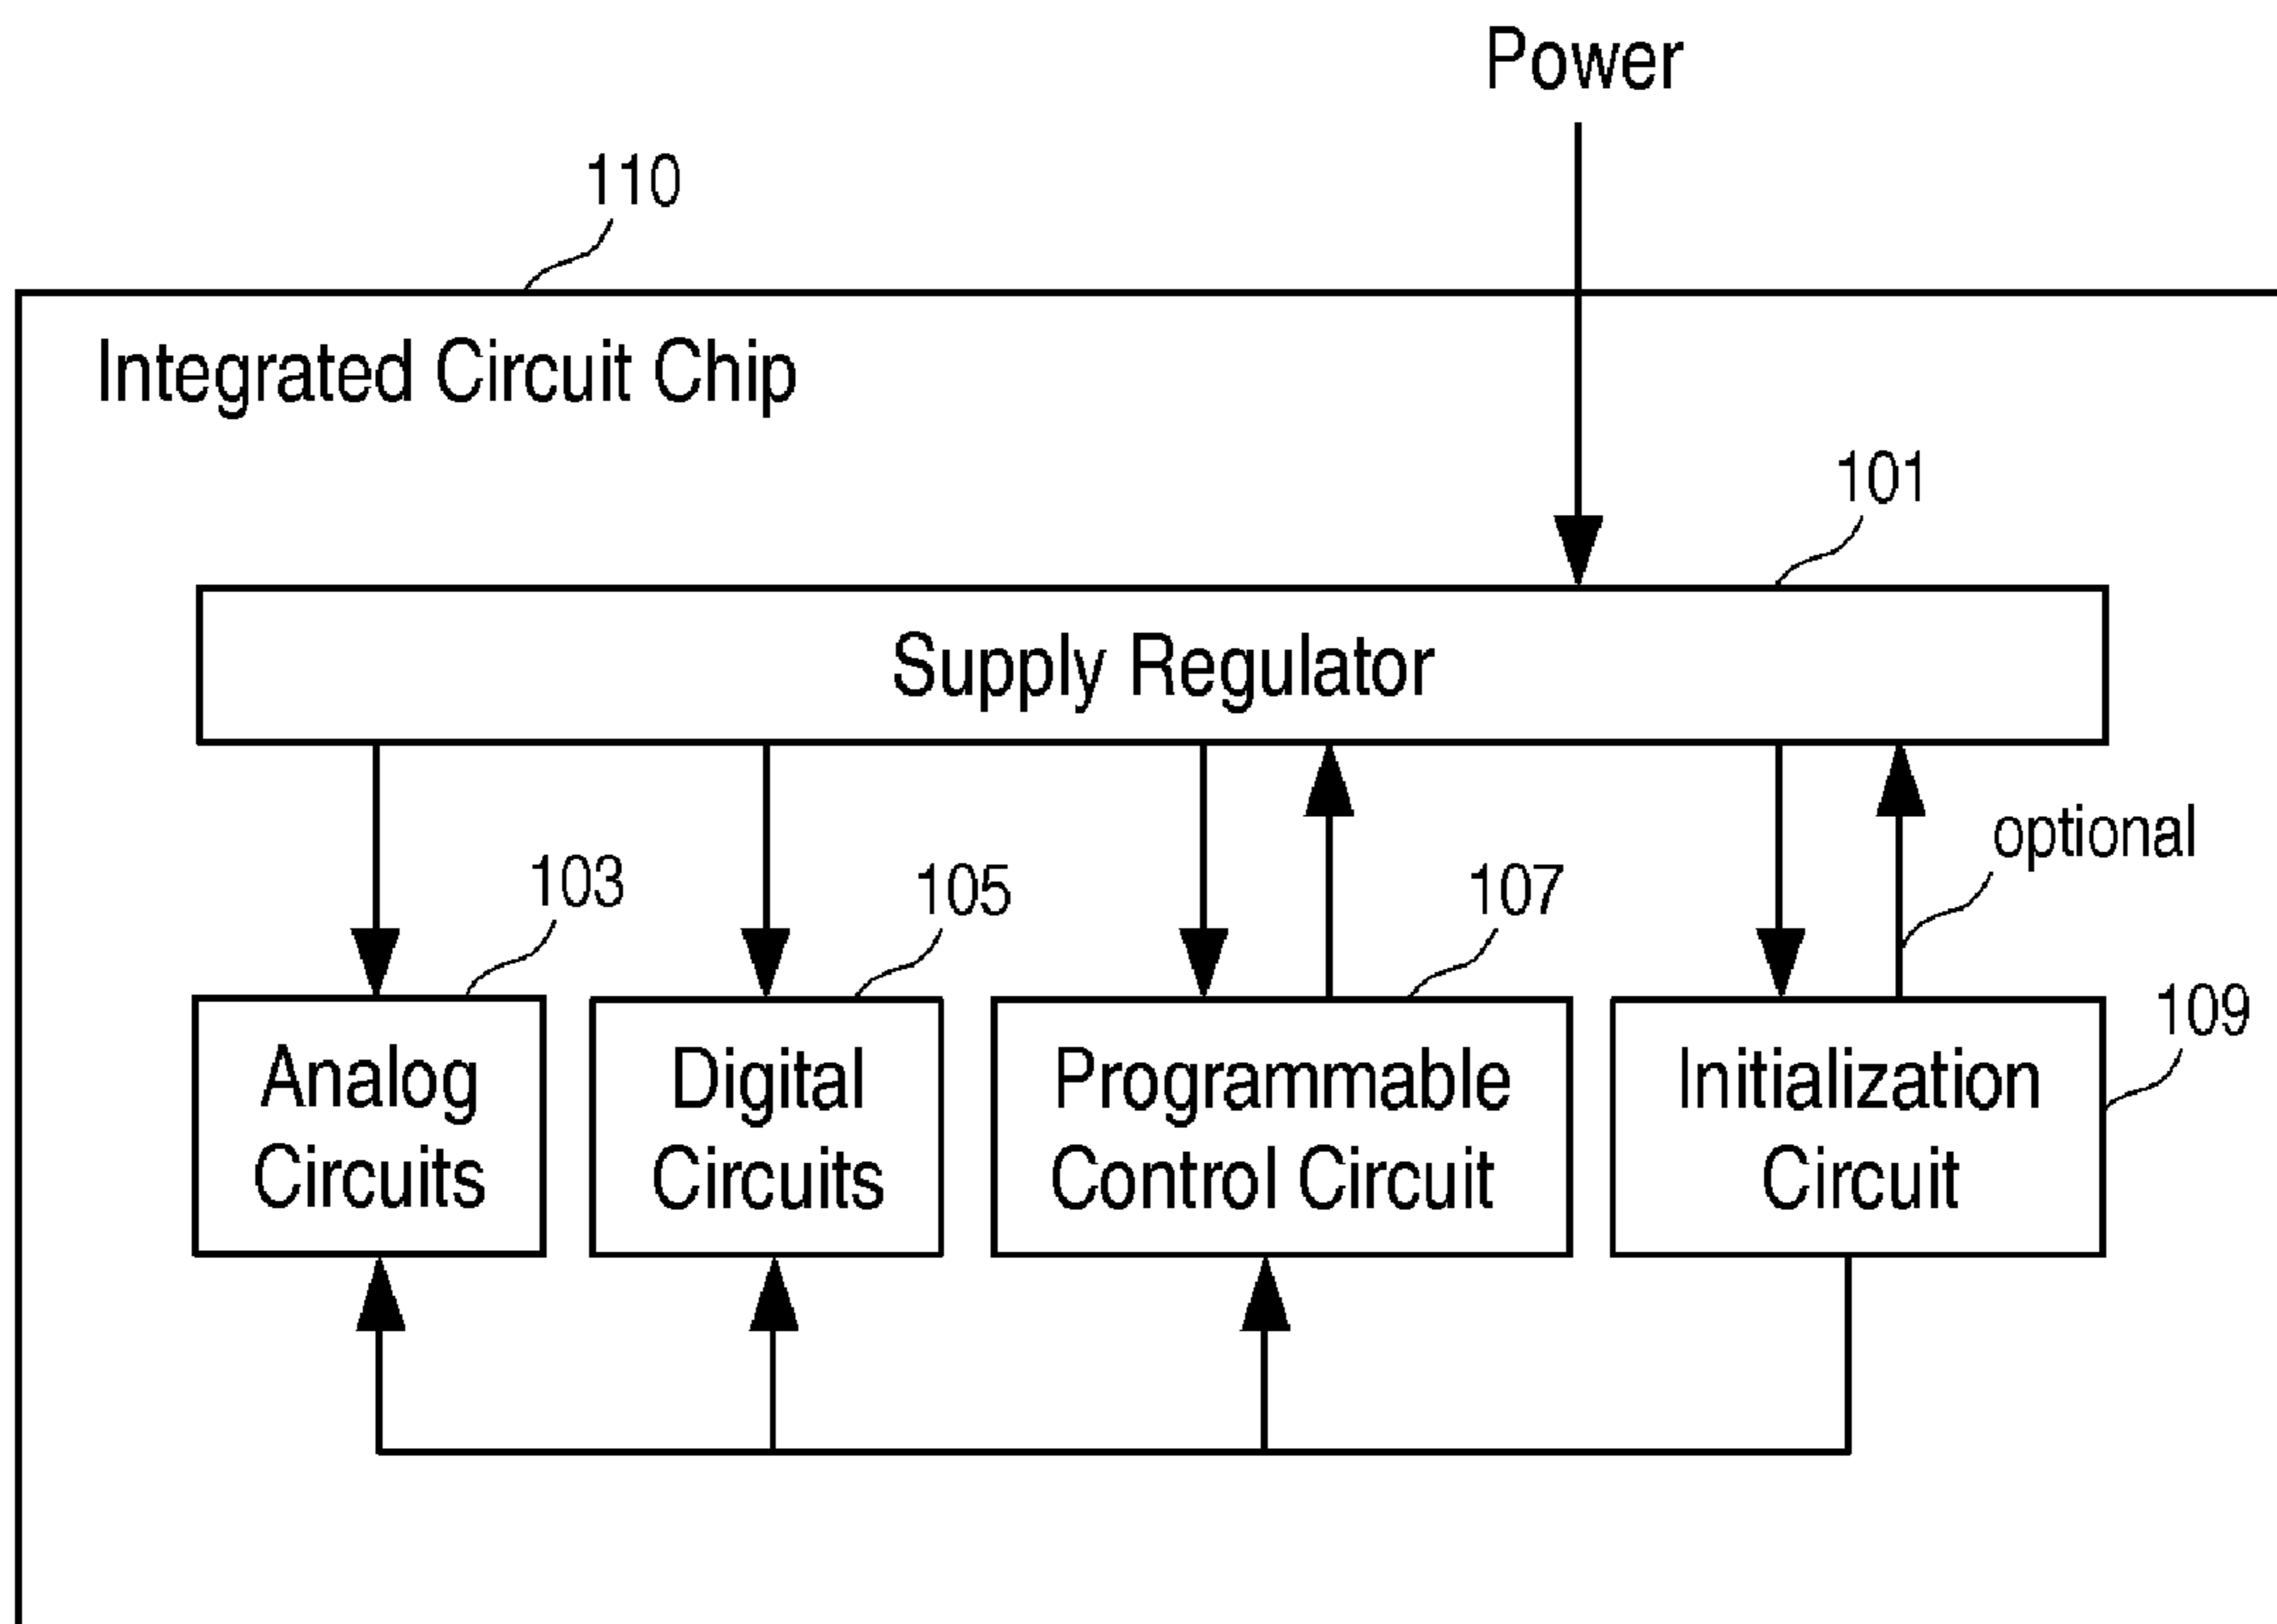 Power
110
Integrated Circuit Chip
101
Supply Regulator
optional
103
105
107
109
Analog
Circuits
Digital
Circuits
Programmable
Control Circuit
Initialization
Circuit